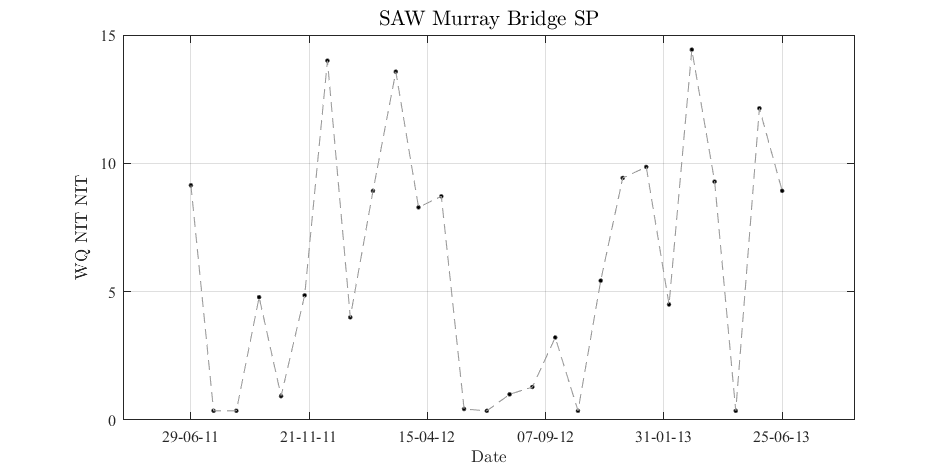 SAW Murray Bridge SP
15
10
5
0
WQ NIT NIT
29-06-11 21-11-11 15-04-12 07-09-12 31-01-13 25-06-13
Date